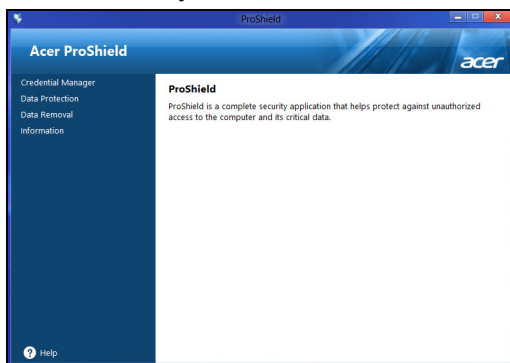 ProShield
Acer ProShield
acer
Credential Manager
Data Protection
Data Removal
Information
ProShield
ProShield is a complete security application that helps protect against unauthorized
access to the computer and its critical data.
Help